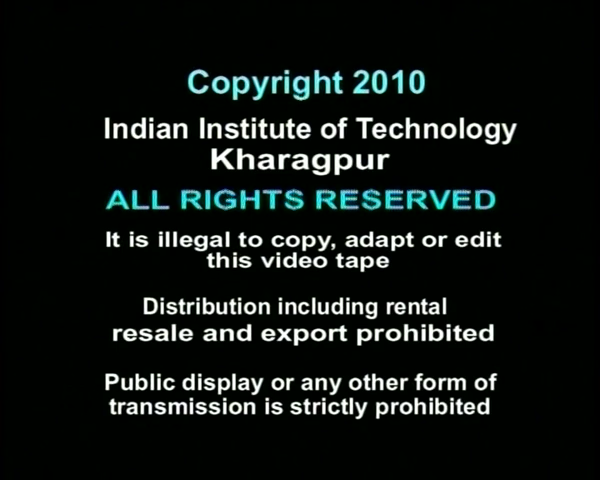 Copyright 2010
Indian Institute of Technology
Kharagpur
ALL RIGHTS RESERVED
It is illegal to copy, adapt or edit
this video tape
Distribution including rental
resale and export prohibited
Public display or any other form of
transmission is strictly prohibited